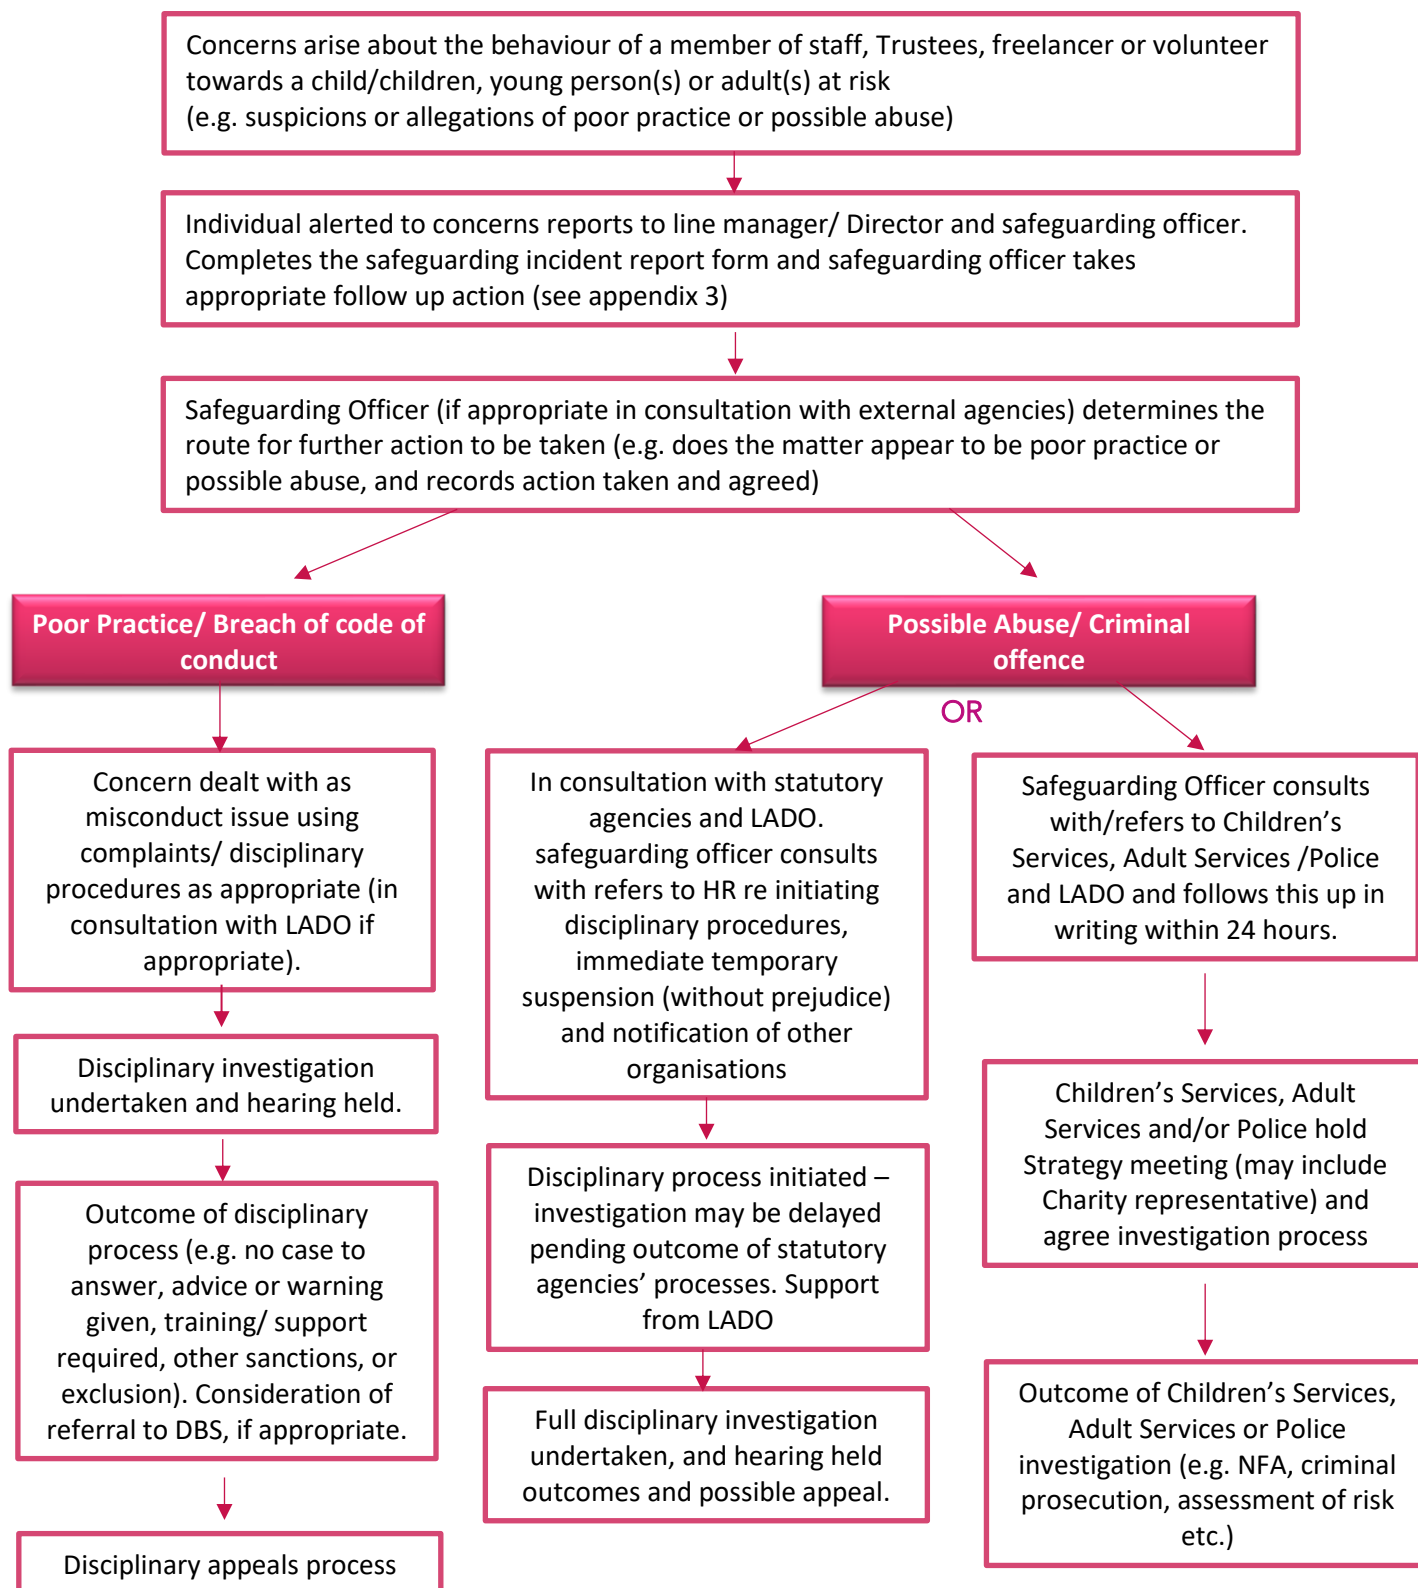 Concerns arise about the behaviour of a member of staff, Trustees, freelancer or volunteer
towards a child/children, young person(s) or adult(s) at risk
(e.g. suspicions or allegations of poor practice or possible abuse)
Individual alerted to concerns reports to line manager/ Director and safeguarding officer.
Completes the safeguarding incident report form and safeguarding officer takes
appropriate follow up action (see appendix 3)
Safeguarding Officer (if appropriate in consultation with external agencies) determines the
route for further action to be taken (e.g. does the matter appear to be poor practice or
possible abuse, and records action taken and agreed)
Poor Practice/ Breach of code of
conduct
Possible Abuse/ Criminal
offence
OR
Concern dealt with as
misconduct issue using
complaints/ disciplinary
procedures as appropriate (in
consultation with LADO if
appropriate).
Disciplinary investigation
undertaken and hearing held.
Outcome of disciplinary
process (e.g. no case to
answer, advice or warning
given, training/ support
required, other sanctions, or
exclusion). Consideration of
referral to DBS, if appropriate.
Disciplinary appeals process
In consultation with statutory
agencies and LADO.
safeguarding officer consults
with refers to HR re initiating
disciplinary procedures,
immediate temporary
suspension (without prejudice)
and notification of other
organisations
Disciplinary process initiated –
investigation may be delayed
pending outcome of statutory
agencies’ processes. Support
from LADO
Full disciplinary investigation
undertaken, and hearing held
outcomes and possible appeal.
Safeguarding Officer consults
with/refers to Children’s
Services, Adult Services /Police
and LADO and follows this up in
writing within 24 hours.
Children’s Services, Adult
Services and/or Police hold
Strategy meeting (may include
Charity representative) and
agree investigation process
Outcome of Children’s Services,
Adult Services or Police
investigation (e.g. NFA, criminal
prosecution, assessment of risk
etc.)